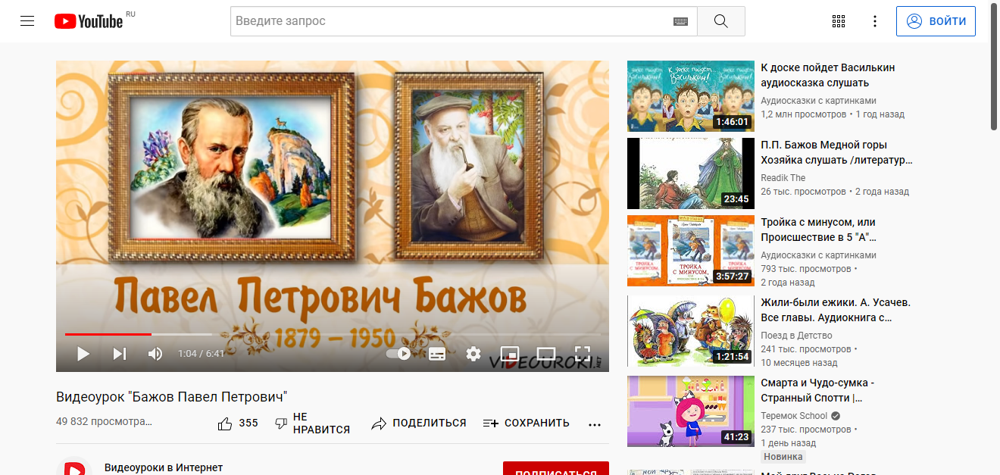 YouTube RU
Введите запрос
ВОЙТИ
Павел Петрович Бажов
1879 – 1950
1:04 / 6:41
VIDEOUROKI.NET
Видеоурок "Бажов Павел Петрович"
49 832 просмотра…
355
НЕ
НРАВИТСЯ
ПОДЕЛИТЬСЯ
СОХРАНИТЬ
Видеоуроки в Интернет
ПОДПИСАТЬСЯ
К доске пойдет
Василькин!
1:46:01
К доске пойдет Василькин
аудиосказка слушать
Аудиосказки с картинками
1,2 млн просмотров • 1 год назад
23:45
П.П. Бажов Медной горы
Хозяйка слушать /литератур…
Readik The
26 тыс. просмотров • 2 года назад
ТРОЙКА
С МИНУСОМ,
3:57:27
Тройка с минусом, или
Происшествие в 5 "А"…
Аудиосказки с картинками
793 тыс. просмотров •
2 года назад
1:21:54
Жили-были ежики. А. Усачев.
Все главы. Аудиокнига с…
Поезд в Детство
241 тыс. просмотров •
10 месяцев назад
41:23
Смарта и Чудо-сумка -
Странный Спотти |…
Теремок School
237 тыс. просмотров •
1 день назад
Новинка